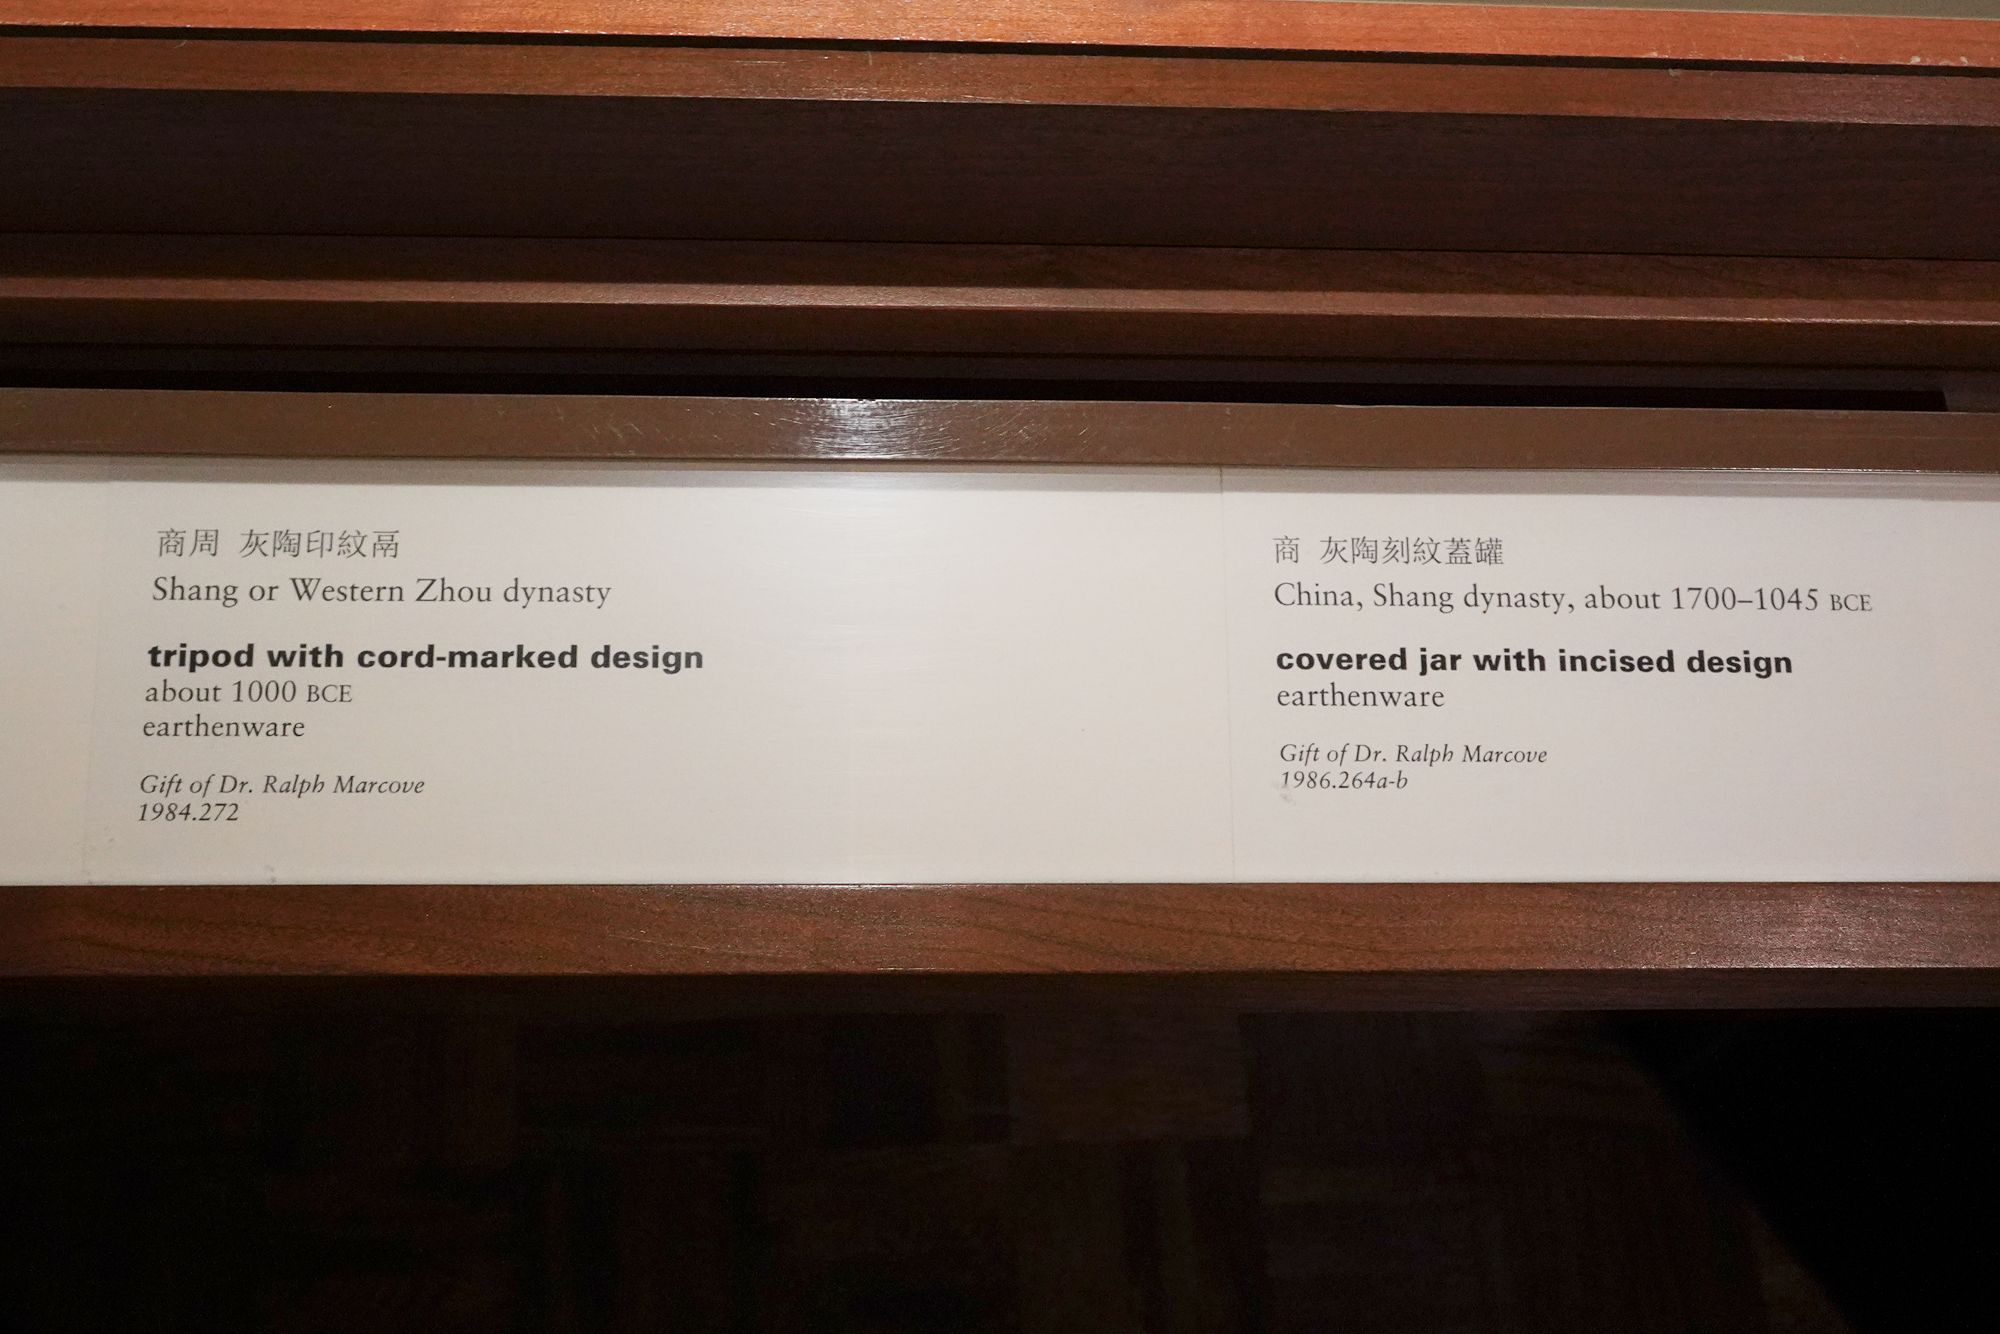 商周 灰陶印紋鬲
Shang or Western Zhou dynasty
tripod with cord-marked design
about 1000 BCE
earthenware
Gift of Dr. Ralph Marcove
1984.272
商 灰陶刻紋蓋罐
China, Shang dynasty, about 1700–1045 BCE
covered jar with incised design
earthenware
Gift of Dr. Ralph Marcove
1986.264a-b